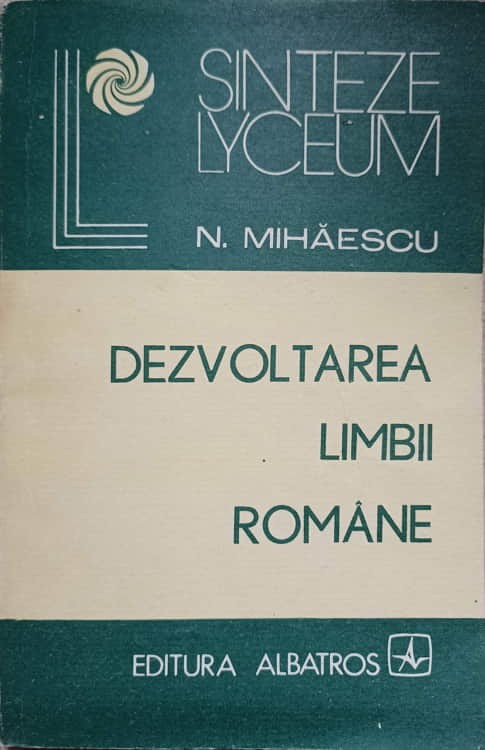 SINTEZE
LYCEUM
N. MIHĂESCU
DEZVOLTAREA
LIMBII
ROMÂNE
EDITURA ALBATROS